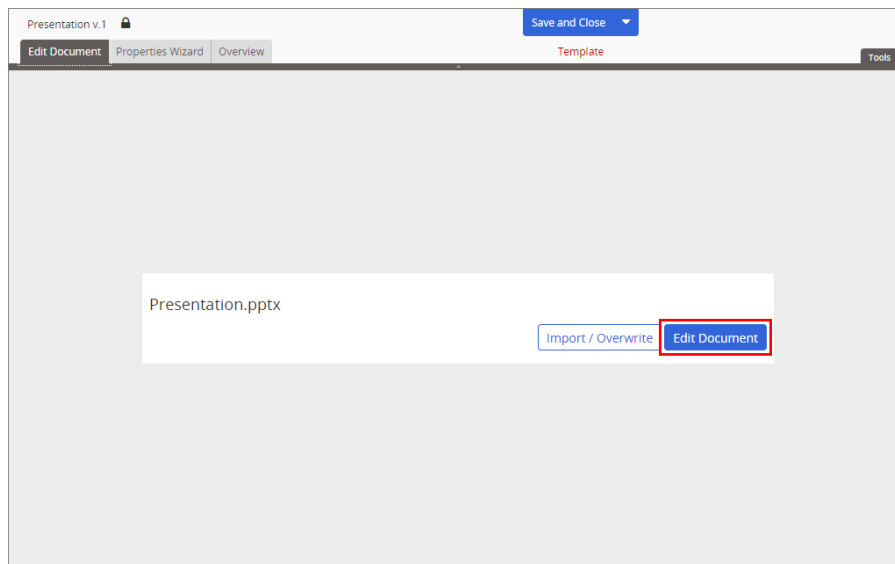 Presentation v.1
Save and Close
Edit Document
Properties Wizard
Overview
Template
Tools
Presentation.pptx
Import / Overwrite
Edit Document